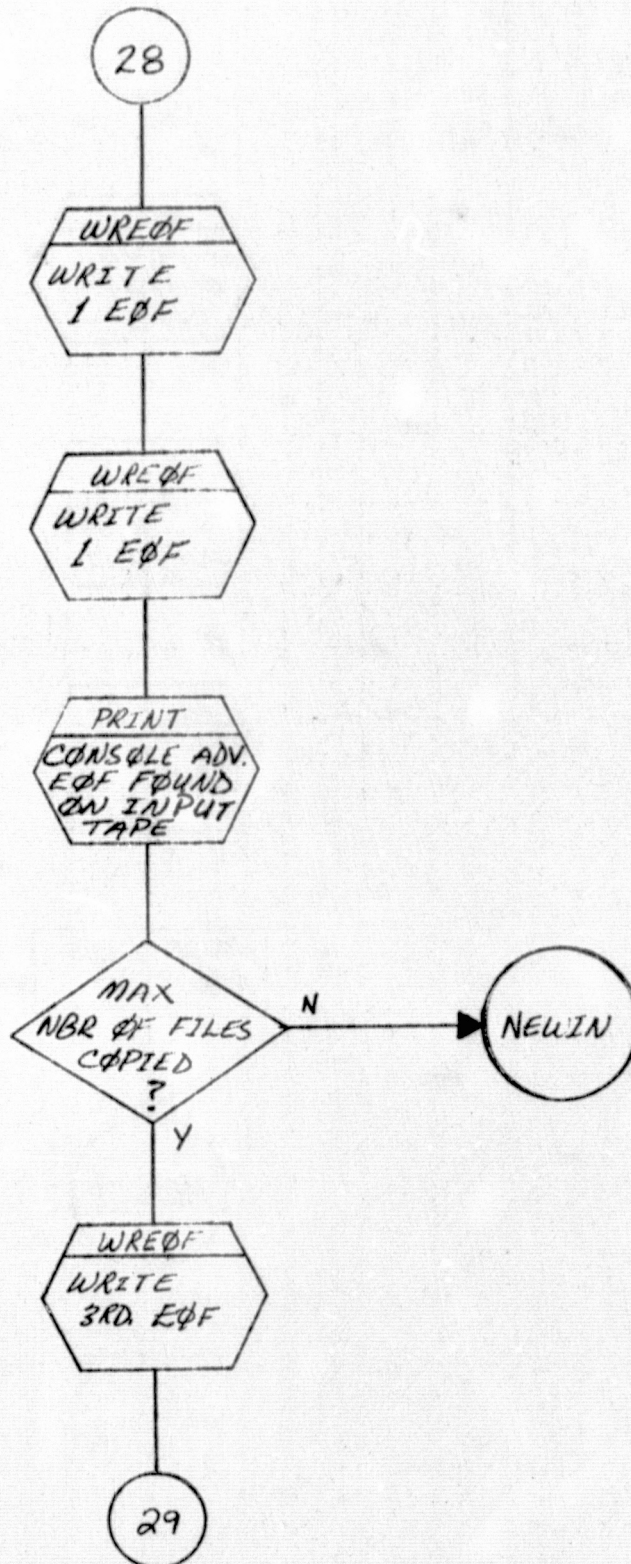 28
WREØF
WRITE
1 EØF
WREØF
WRITE
1 EØF
PRINT
CØNSØLE ADV.
EØF FØUND
ØN INPUT
TAPE
MAX
NBR ØF FILES
CØPIED
?
N
NEWIN
Y
WREØF
WRITE
3RD. EØF
29